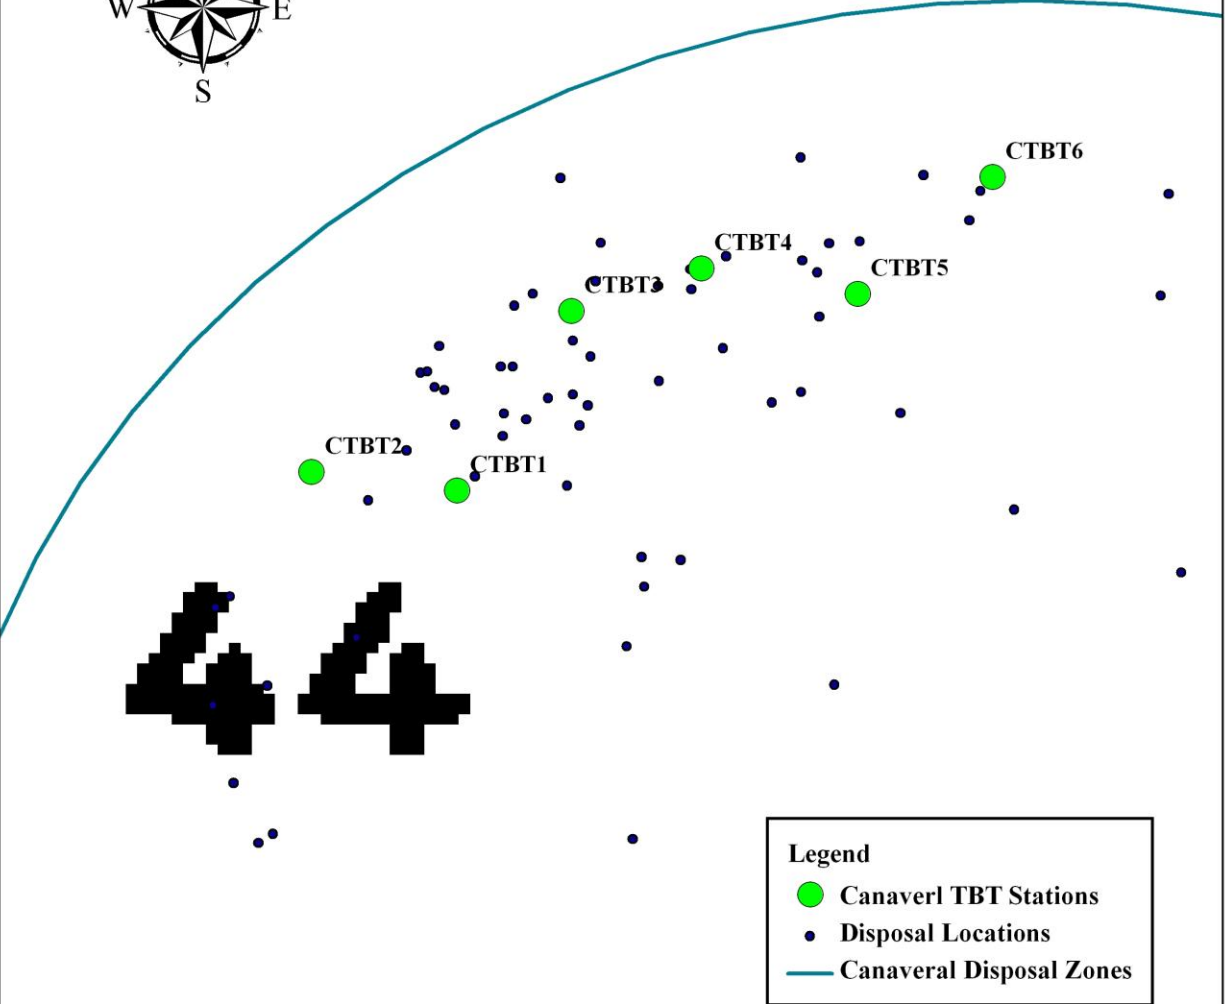 W E
S
CTBT6
CTBT4
CTBT5
CTBT3
CTBT2
CTBT1
44
Legend
Canaverl TBT Stations
Disposal Locations
Canaveral Disposal Zones